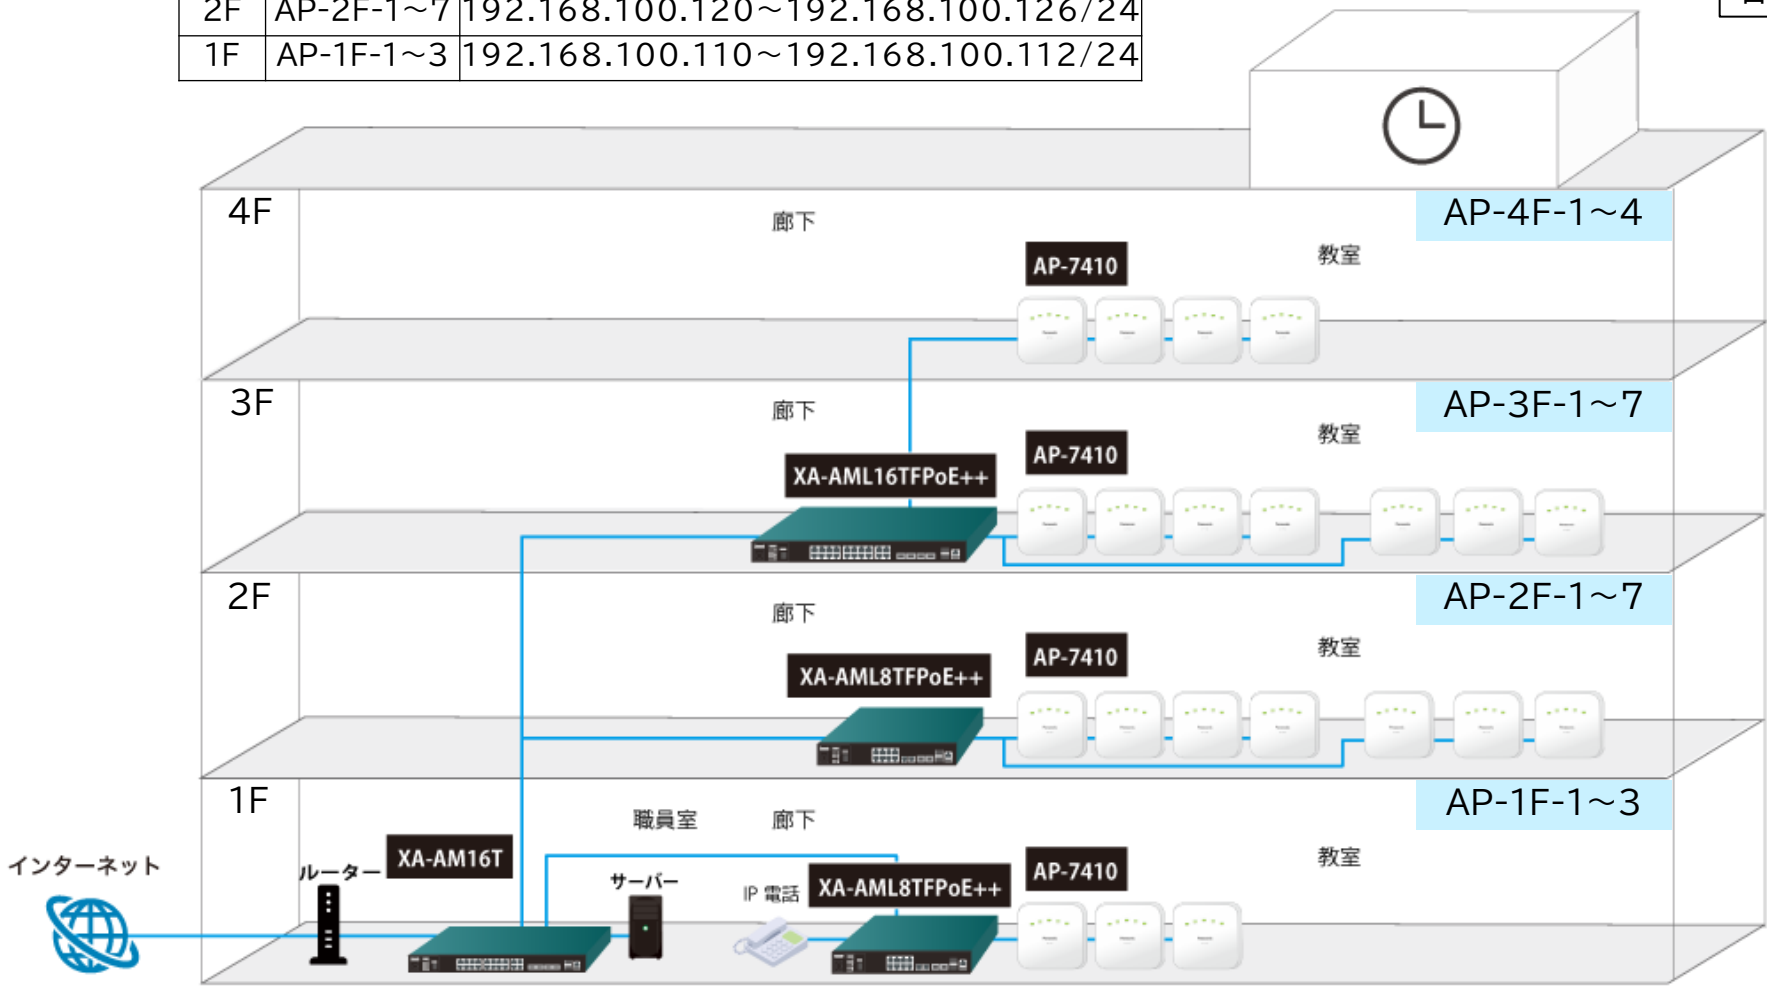 2F AP-2F-1～7 192.168.100.120～192.168.100.126/24
1F AP-1F-1～3 192.168.100.110～192.168.100.112/24
4F
廊下
AP-4F-1～4
教室
AP-7410
3F
廊下
AP-3F-1～7
教室
AP-7410
XA-AML16TFPoE++
2F
廊下
AP-2F-1～7
教室
AP-7410
XA-AML8TFPoE++
1F
職員室
廊下
AP-1F-1～3
教室
インターネット
ルーター
XA-AM16T
サーバー
IP 電話
XA-AML8TFPoE++
AP-7410